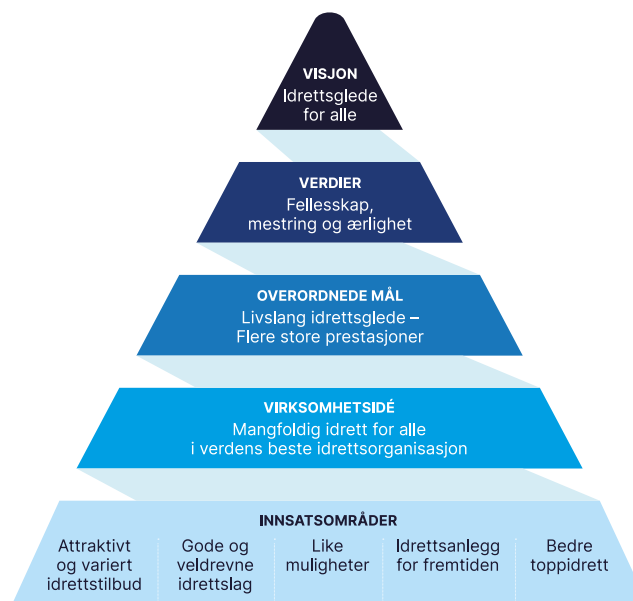 VISJON
Idrettsglede
for alle
VERDIER
Fellesskap,
mestring og ærlighet
OVERORDNEDE MÅL
Livslang idrettsglede –
Flere store prestasjoner
VIRKSOMHETSIDÉ
Mangfoldig idrett for alle
i verdens beste idrettsorganisasjon
INNSATSOMRÅDER
Attraktivt
og variert
idrettstilbud
Gode og
veldrevne
idrettslag
Like
muligheter
Idrettsanlegg
for fremtiden
Bedre
toppidrett